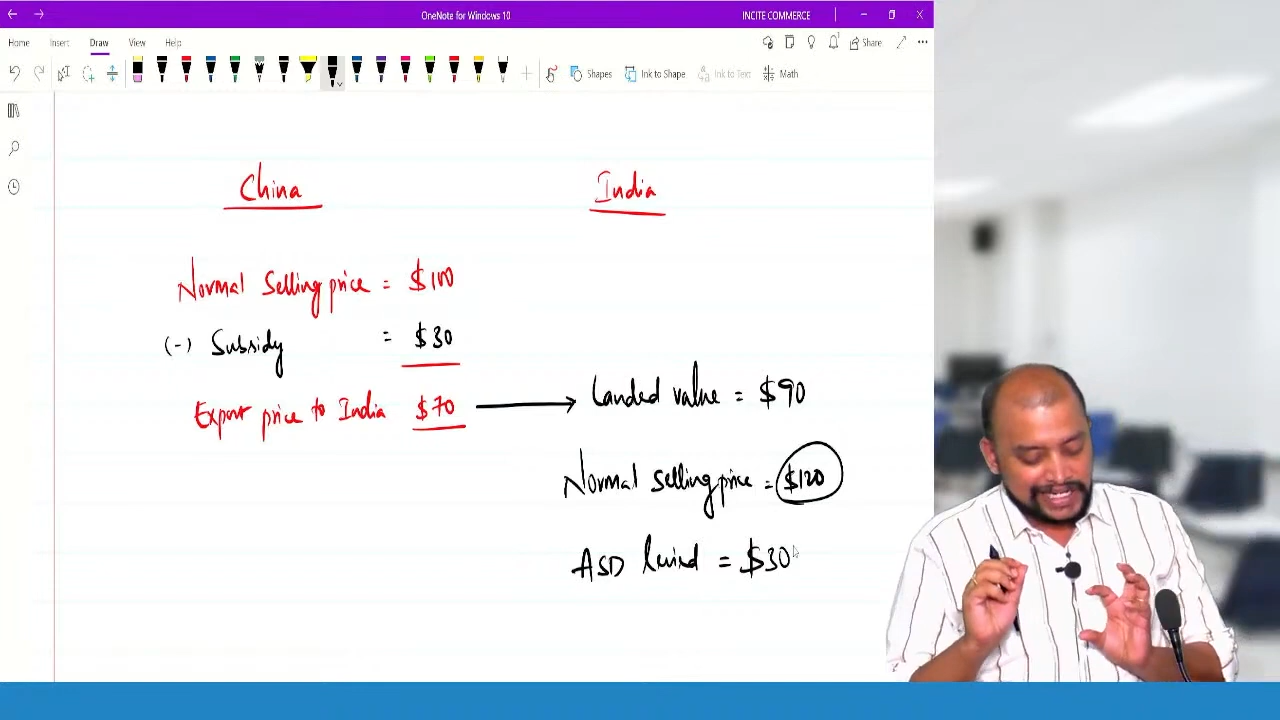 OneNote for Windows 10
INCITE COMMERCE
Home Insert Draw View Help
Share
Shapes Ink to Shape Ink to Text Math
China
India
Normal Selling price = $100
(-) Subsidy = $30
Export price to India $70
Landed value = $90
Normal selling price = $120
ASD levied = $30